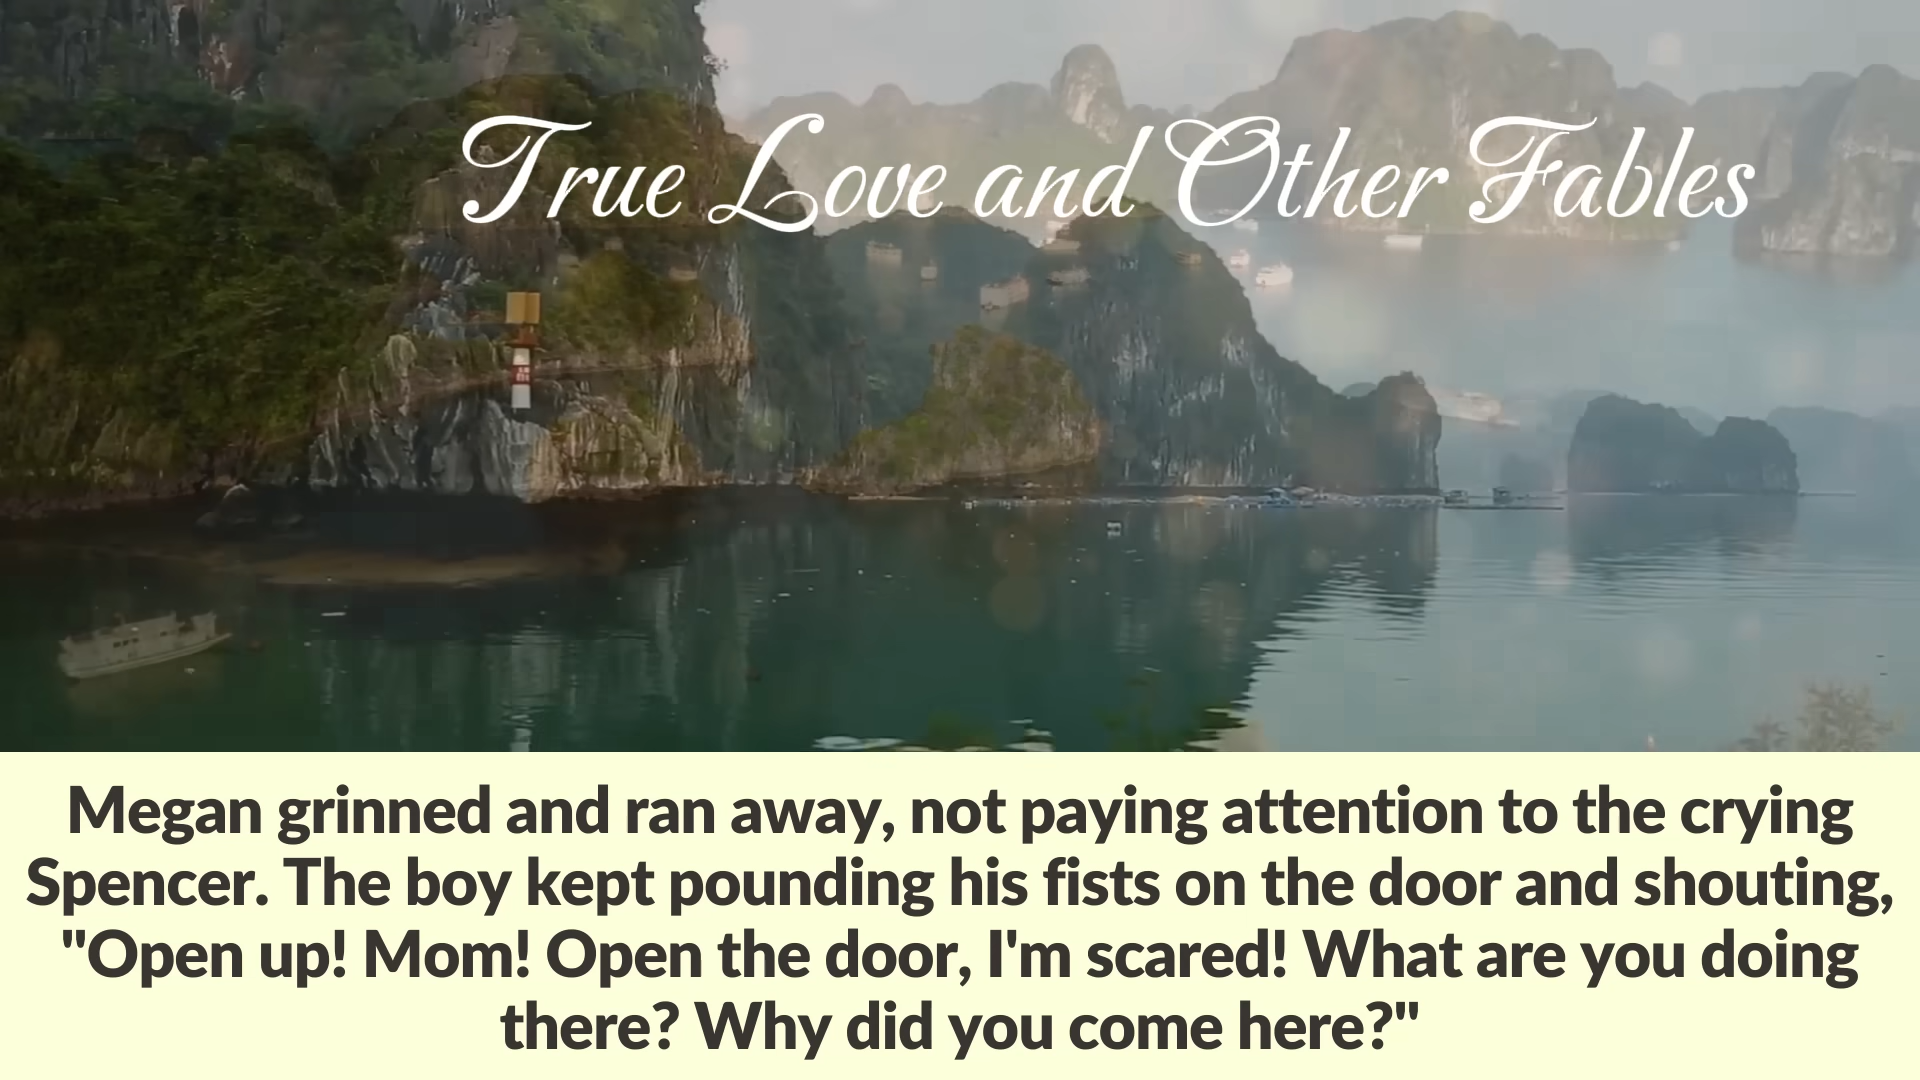 True Love and Other Fables
Megan grinned and ran away, not paying attention to the crying
Spencer. The boy kept pounding his fists on the door and shouting,
"Open up! Mom! Open the door, I'm scared! What are you doing
there? Why did you come here?"